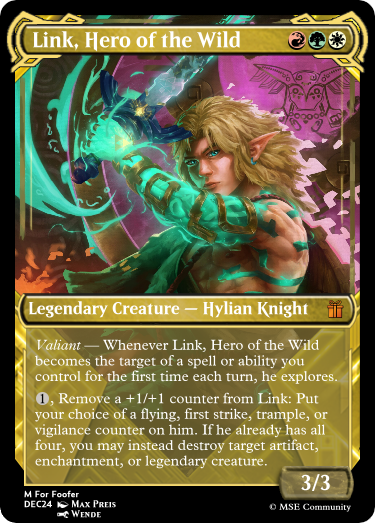 Link, Hero of the Wild
Legendary Creature — Hylian Knight
Valiant — Whenever Link, Hero of the Wild
becomes the target of a spell or ability you
control for the first time each turn, he explores.
1, Remove a +1/+1 counter from Link: Put
your choice of a flying, first strike, trample, or
vigilance counter on him. If he already has all
four, you may instead destroy target artifact,
enchantment, or legendary creature.
3/3
M For Foofer
DEC24 Max Preis
Wende
© MSE Community